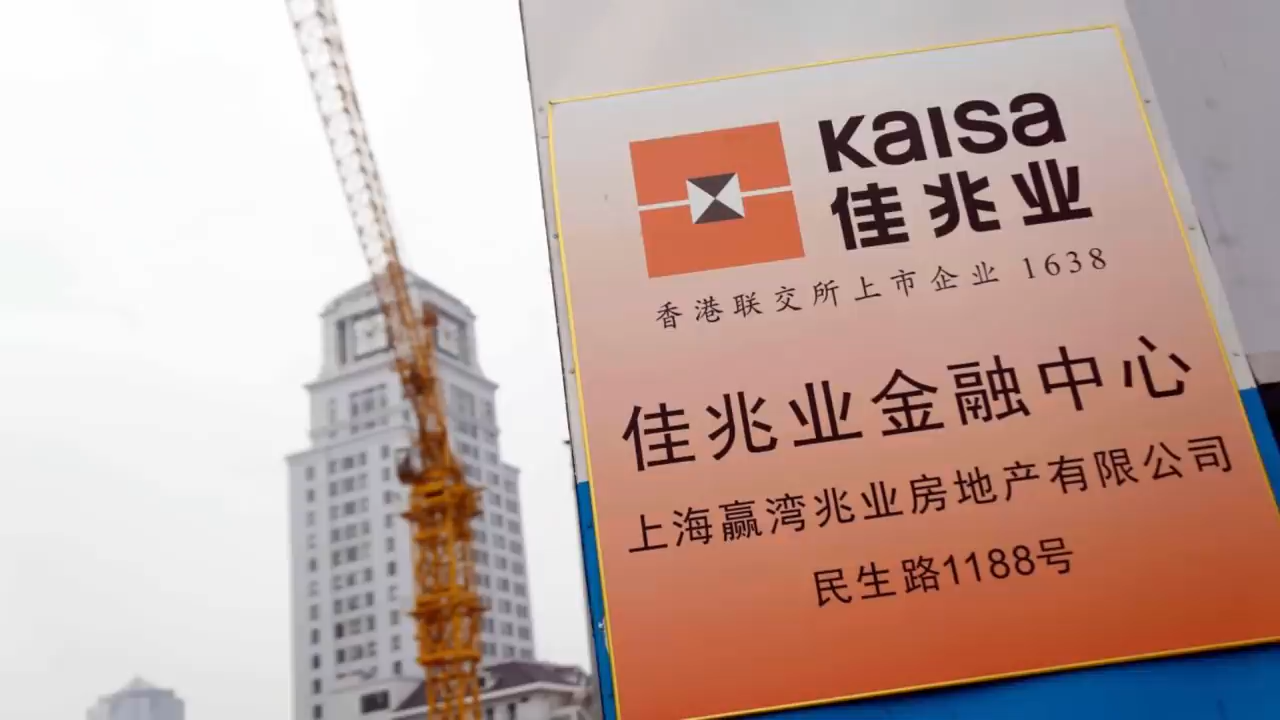 Kaisa
佳兆业
香港联交所上市企业 1638
佳兆业金融中心
上海赢湾兆业房地产有限公司
民生路1188号